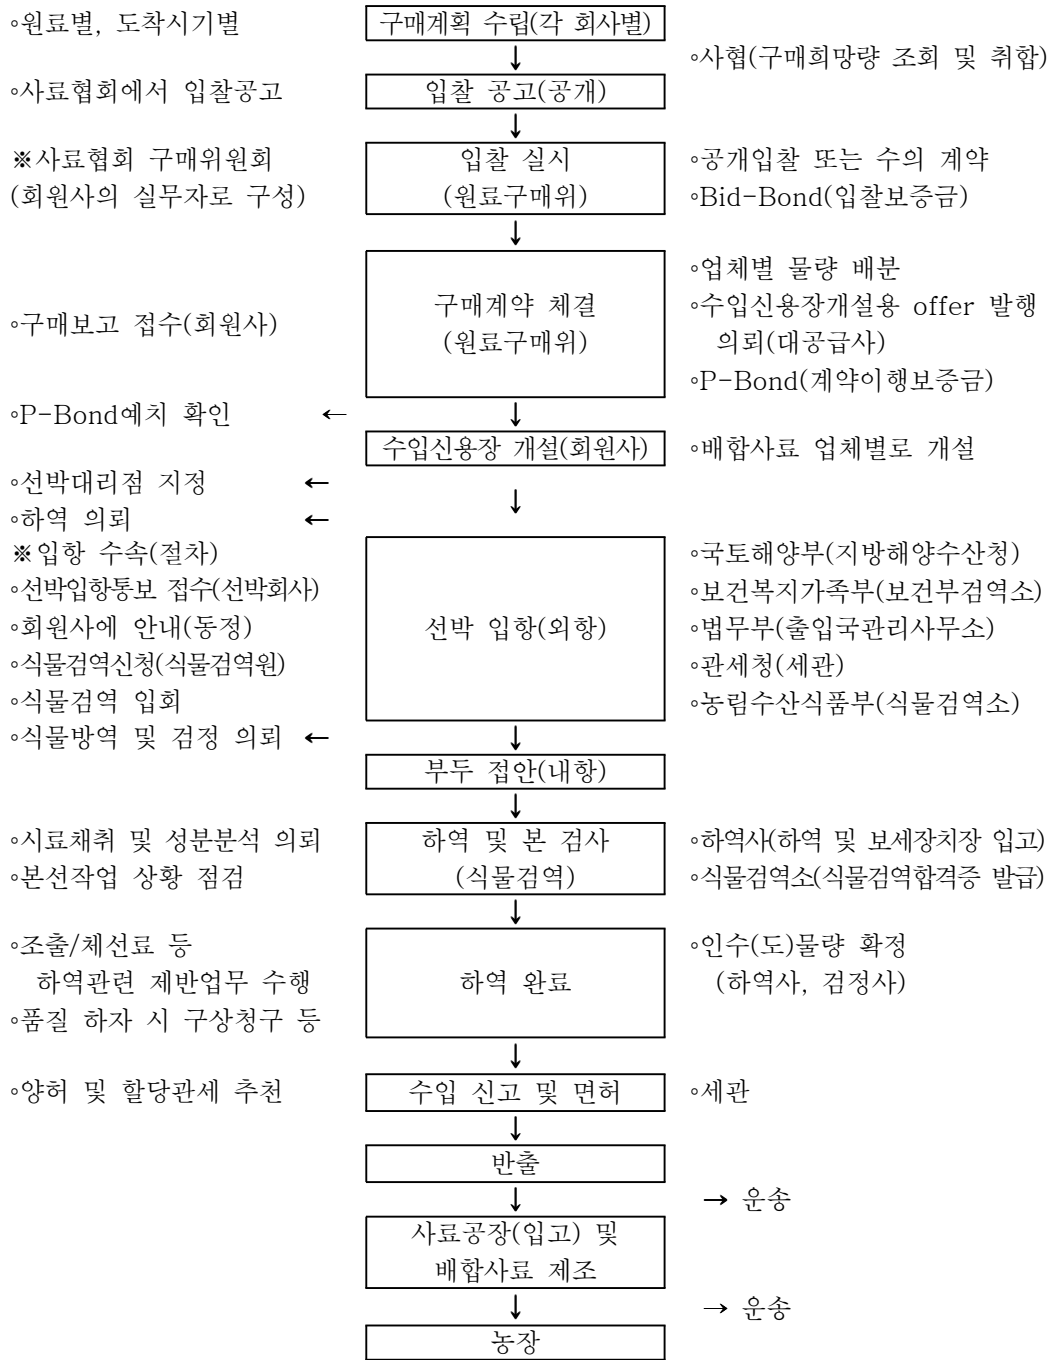 ◦원료별, 도착시기별
구매계획 수립(각 회사별)
↓
◦사협(구매희망량 조회 및 취합)
◦사료협회에서 입찰공고
입찰 공고(공개)
↓
※사료협회 구매위원회
(회원사의 실무자로 구성)
입찰 실시
(원료구매위)
◦공개입찰 또는 수의 계약
◦Bid-Bond(입찰보증금)
↓
◦구매보고 접수(회원사)
구매계약 체결
(원료구매위)
◦업체별 물량 배분
◦수입신용장개설용 offer 발행
의뢰(대공급사)
◦P-Bond(계약이행보증금)
◦P-Bond예치 확인 ←
↓
수입신용장 개설(회원사)
◦배합사료 업체별로 개설
◦선박대리점 지정 ←
◦하역 의뢰 ←
↓
※입항 수속(절차)
◦선박입항통보 접수(선박회사)
◦회원사에 안내(동정)
◦식물검역신청(식물검역원)
◦식물검역 입회
◦식물방역 및 검정 의뢰 ←
선박 입항(외항)
◦국토해양부(지방해양수산청)
◦보건복지가족부(보건부검역소)
◦법무부(출입국관리사무소)
◦관세청(세관)
◦농림수산식품부(식물검역소)
↓
부두 접안(내항)
↓
◦시료채취 및 성분분석 의뢰
◦본선작업 상황 점검
하역 및 본 검사
(식물검역)
◦하역사(하역 및 보세장치장 입고)
◦식물검역소(식물검역합격증 발급)
↓
◦조출/체선료 등
하역관련 제반업무 수행
◦품질 하자 시 구상청구 등
하역 완료
◦인수(도)물량 확정
(하역사, 검정사)
↓
◦양허 및 할당관세 추천
수입 신고 및 면허
◦세관
↓
반출
↓
→ 운송
사료공장(입고) 및
배합사료 제조
↓
→ 운송
농장